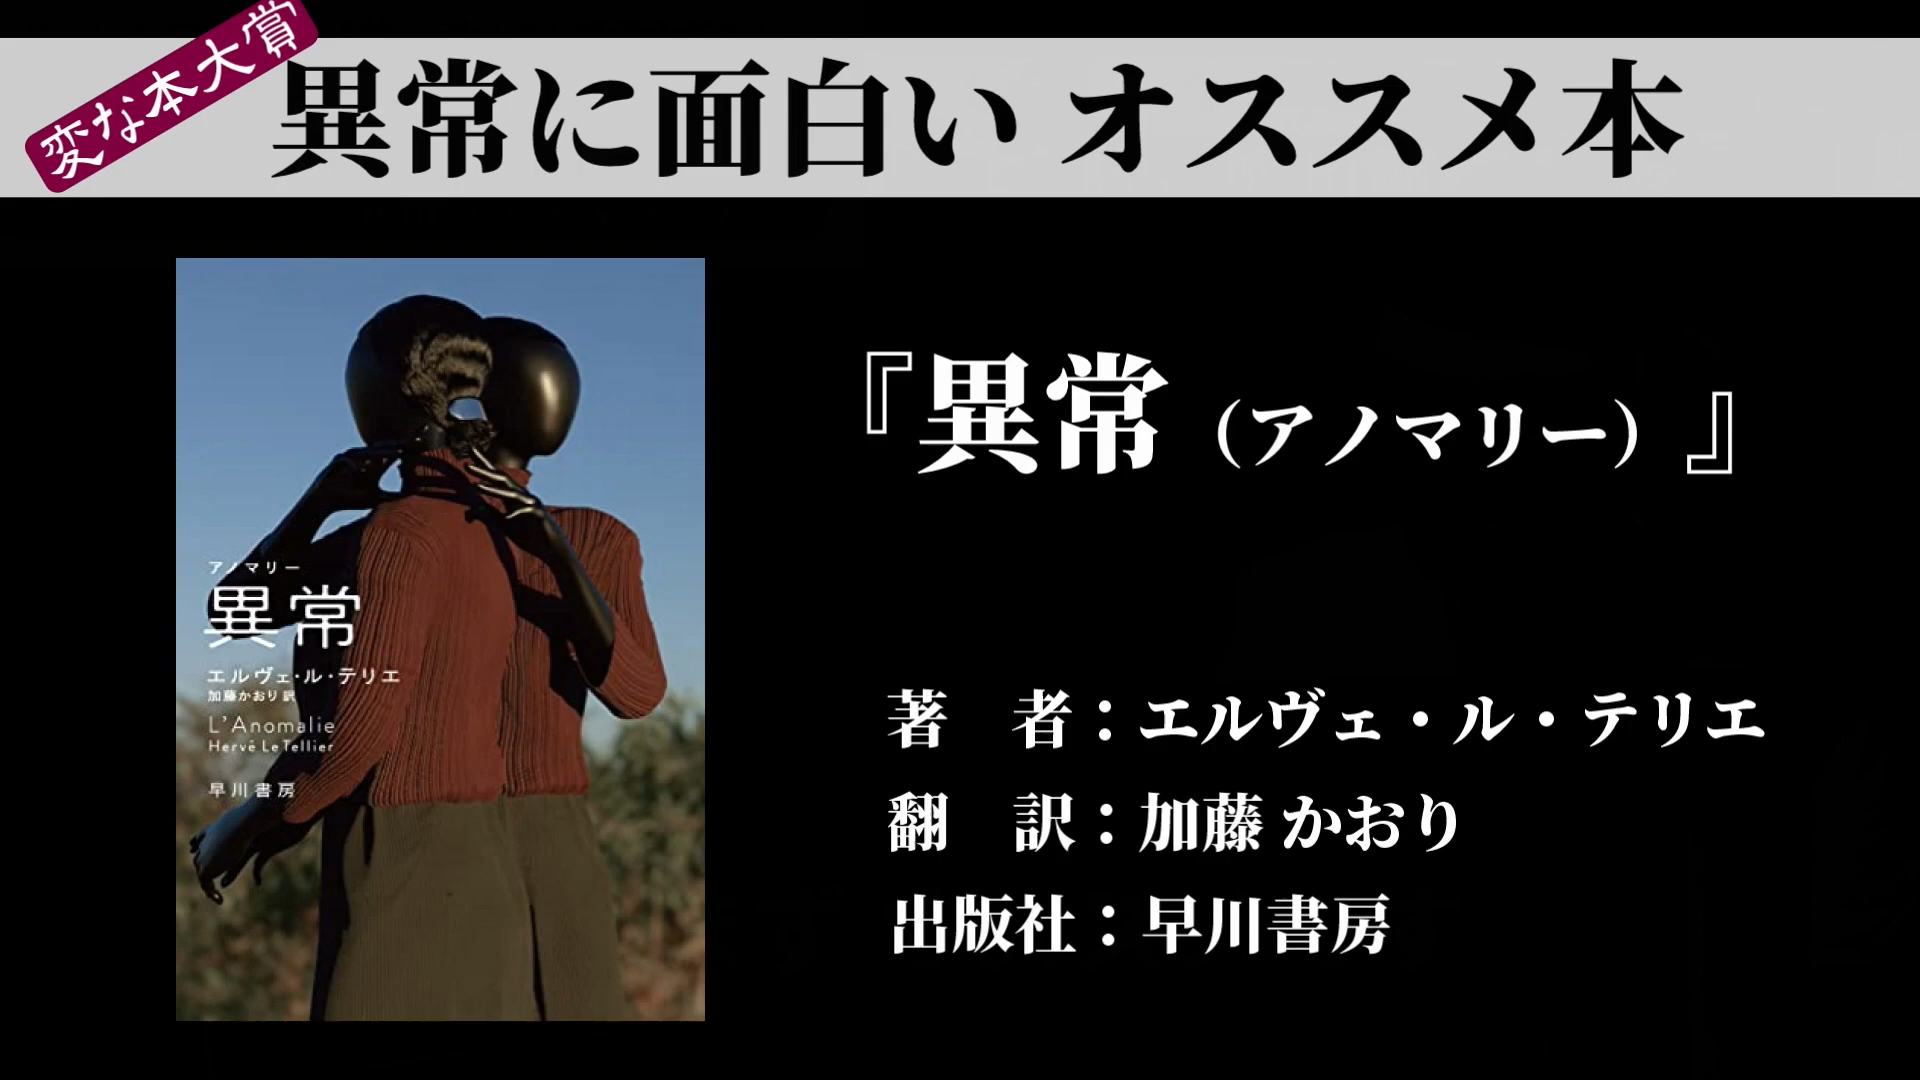 変な本大賞
異常に面白い オススメ本
『異常（アノマリー）』
アノマリー
異常
エルヴェ・ル・テリエ
加藤かおり 訳
L'Anomalie
Hervé Le Tellier
早川書房
著　者：エルヴェ・ル・テリエ
翻　訳：加藤 かおり
出版社：早川書房